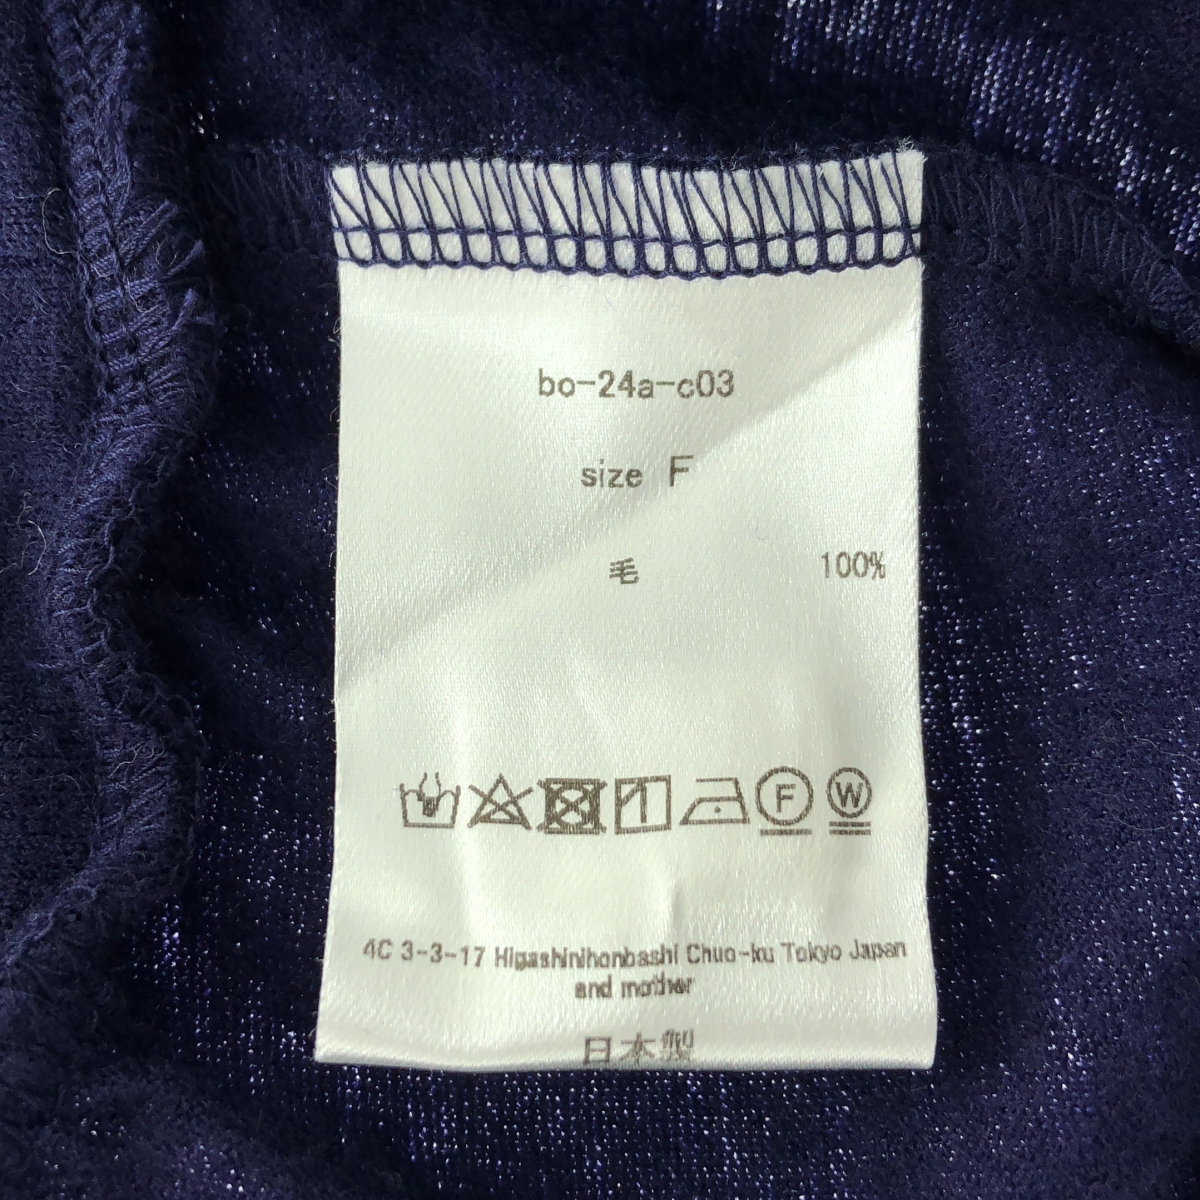 bo-24a-c03
size F
毛 100%
F W
4C 3-3-17 Higashinihonbashi Chuo-ku Tokyo Japan
and mother
日本製